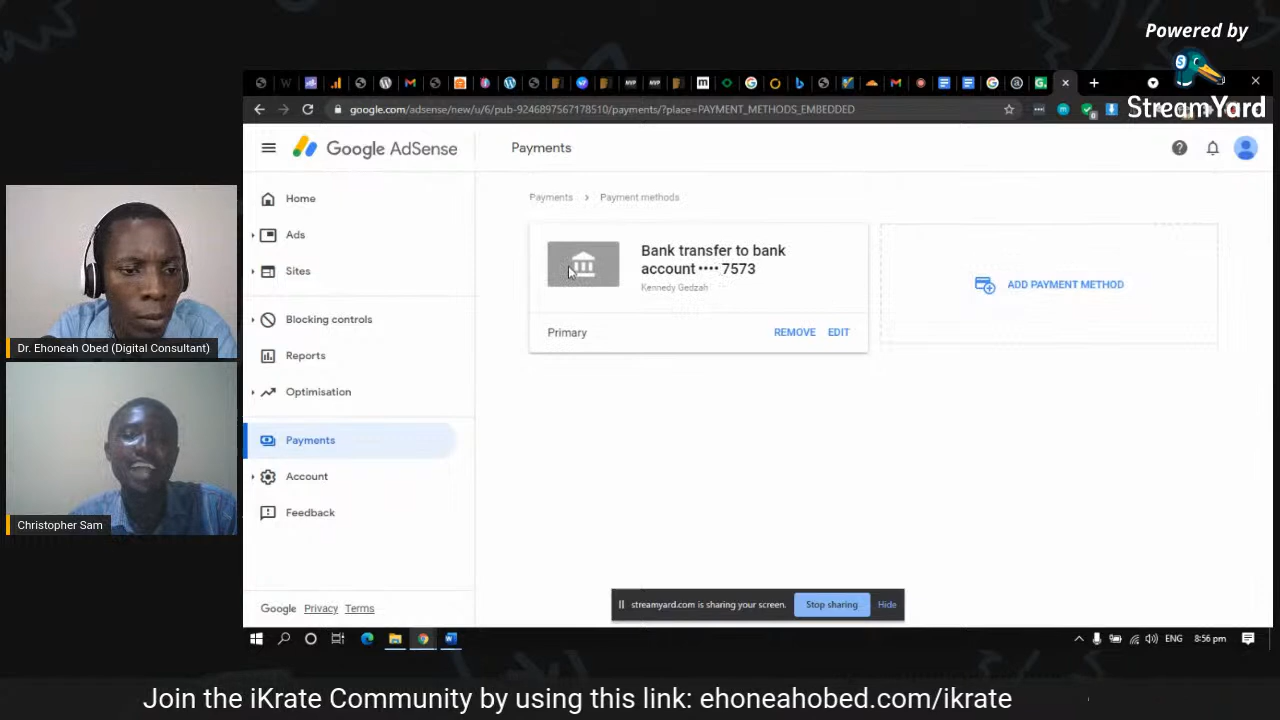 Powered by
StreamYard
google.com/adsense/new/u/6/pub-9246897567178510/payments/?place=PAYMENT_METHODS_EMBEDDED
Google AdSense
Payments
Home
Ads
Sites
Blocking controls
Reports
Optimisation
Payments
Account
Feedback
Google Privacy Terms
Payments > Payment methods
Bank transfer to bank
account •••• 7573
Kennedy Gedzah
Primary
REMOVE EDIT
ADD PAYMENT METHOD
Dr. Ehoneah Obed (Digital Consultant)
Christopher Sam
streamyard.com is sharing your screen. Stop sharing Hide
ENG 8:56 pm
Join the iKrate Community by using this link: ehoneahobed.com/ikrate